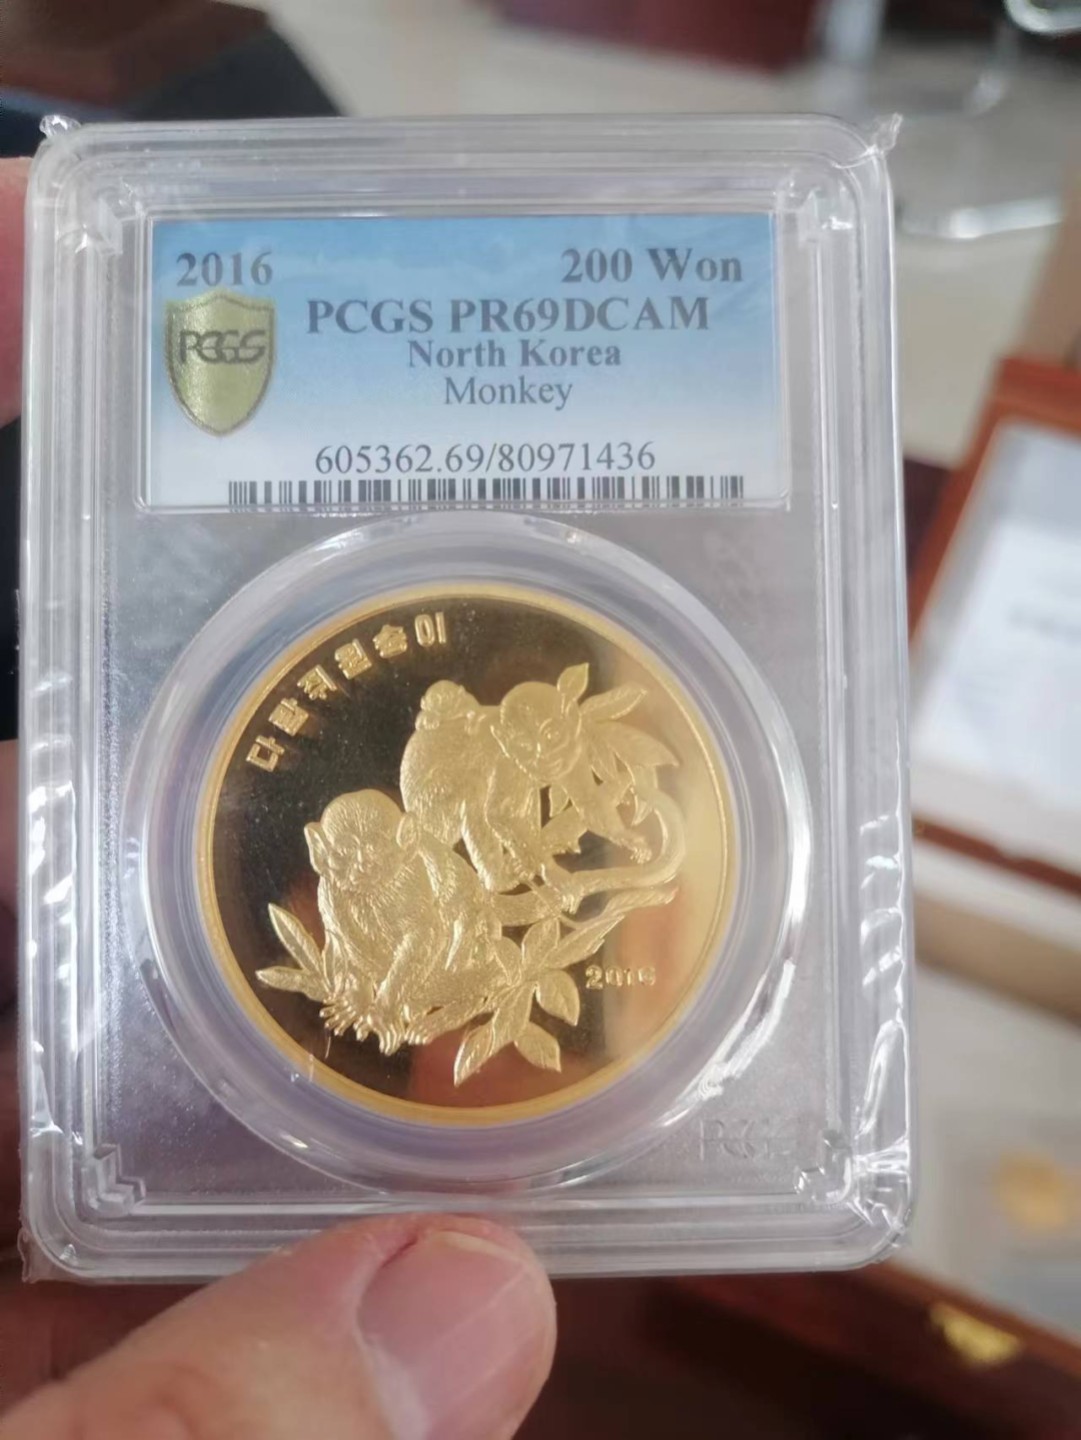 2016 200 Won
PCGS PCGS PR69DCAM
North Korea
Monkey
605362.69/80971436
다람쥐원숭이
2016
PCGS